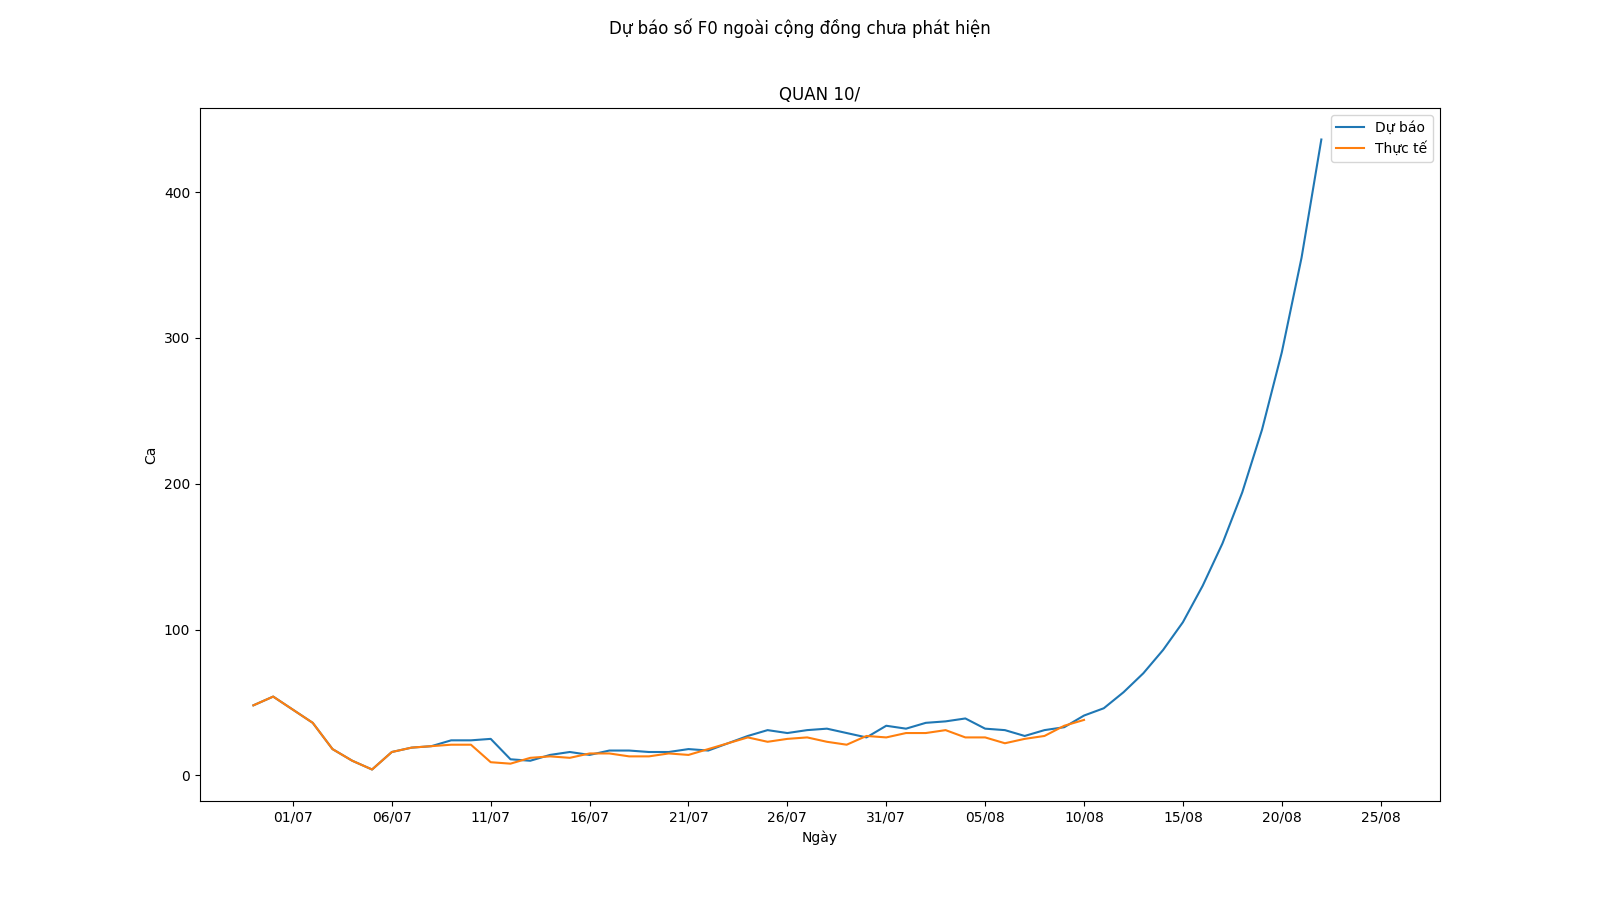 Dự báo số F0 ngoài cộng đồng chưa phát hiện
QUAN 10/
Dự báo
Thực tế
400
300
200
100
0
Ca
01/07 06/07 11/07 16/07 21/07 26/07 31/07 05/08 10/08 15/08 20/08 25/08
Ngày